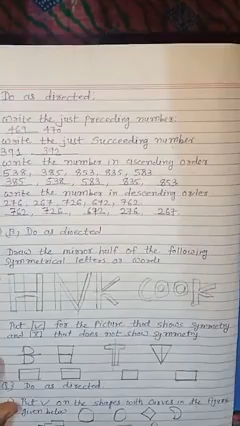 Do as directed.
Write the just preceding number.
469 470
Write the just Succeeding number
391 392
Write the number in ascending order
538, 385, 853, 835, 583
385, 538, 583, 835, 853
Write the number in descending order
276, 267, 726, 672, 762,
762, 726, 672, 276, 267
B) Do as directed
Draw the mirror half of the following
Symmetrical letters or words
H N K COOK
Put [√] for the picture that shows symmetry
and [X] that does not show symmetry
B H T
Do as directed
Put √ on the shapes with curves in the figure
given below